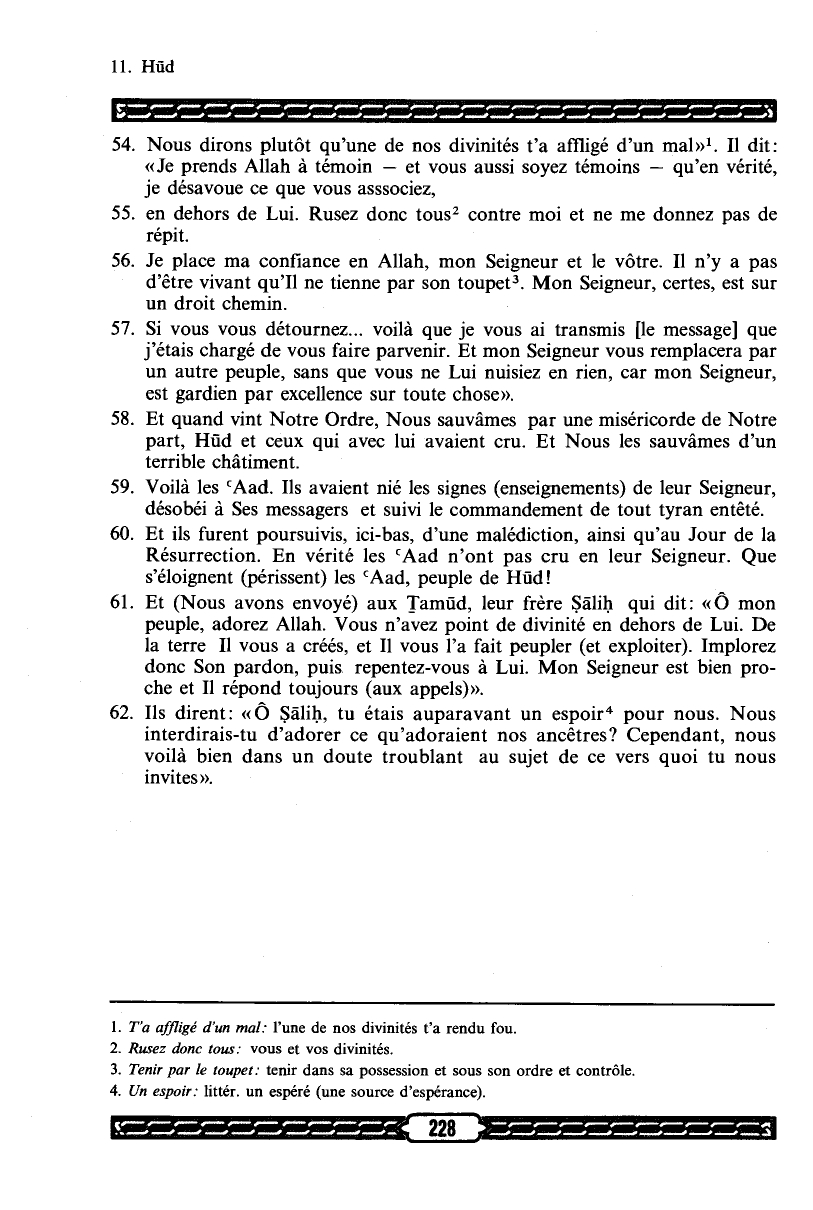 11. Hūd
54. Nous dirons plutôt qu'une de nos divinités t'a affligé d'un mal»¹. Il dit:
«Je prends Allah à témoin — et vous aussi soyez témoins — qu'en vérité,
je désavoue ce que vous asssociez,
55. en dehors de Lui. Rusez donc tous² contre moi et ne me donnez pas de
répit.
56. Je place ma confiance en Allah, mon Seigneur et le vôtre. Il n'y a pas
d'être vivant qu'Il ne tienne par son toupet³. Mon Seigneur, certes, est sur
un droit chemin.
57. Si vous vous détournez... voilà que je vous ai transmis [le message] que
j'étais chargé de vous faire parvenir. Et mon Seigneur vous remplacera par
un autre peuple, sans que vous ne Lui nuisiez en rien, car mon Seigneur,
est gardien par excellence sur toute chose».
58. Et quand vint Notre Ordre, Nous sauvâmes par une miséricorde de Notre
part, Hūd et ceux qui avec lui avaient cru. Et Nous les sauvâmes d'un
terrible châtiment.
59. Voilà les ʿAad. Ils avaient nié les signes (enseignements) de leur Seigneur,
désobéi à Ses messagers et suivi le commandement de tout tyran entêté.
60. Et ils furent poursuivis, ici-bas, d'une malédiction, ainsi qu'au Jour de la
Résurrection. En vérité les ʿAad n'ont pas cru en leur Seigneur. Que
s'éloignent (périssent) les ʿAad, peuple de Hūd!
61. Et (Nous avons envoyé) aux Ṯamūd, leur frère Ṣāliḥ qui dit: «Ô mon
peuple, adorez Allah. Vous n'avez point de divinité en dehors de Lui. De
la terre Il vous a créés, et Il vous l'a fait peupler (et exploiter). Implorez
donc Son pardon, puis repentez-vous à Lui. Mon Seigneur est bien pro-
che et Il répond toujours (aux appels)».
62. Ils dirent: «Ô Ṣāliḥ, tu étais auparavant un espoir⁴ pour nous. Nous
interdirais-tu d'adorer ce qu'adoraient nos ancêtres? Cependant, nous
voilà bien dans un doute troublant au sujet de ce vers quoi tu nous
invites».
1. T'a affligé d'un mal: l'une de nos divinités t'a rendu fou.
2. Rusez donc tous: vous et vos divinités.
3. Tenir par le toupet: tenir dans sa possession et sous son ordre et contrôle.
4. Un espoir: littér. un espéré (une source d'espérance).
228